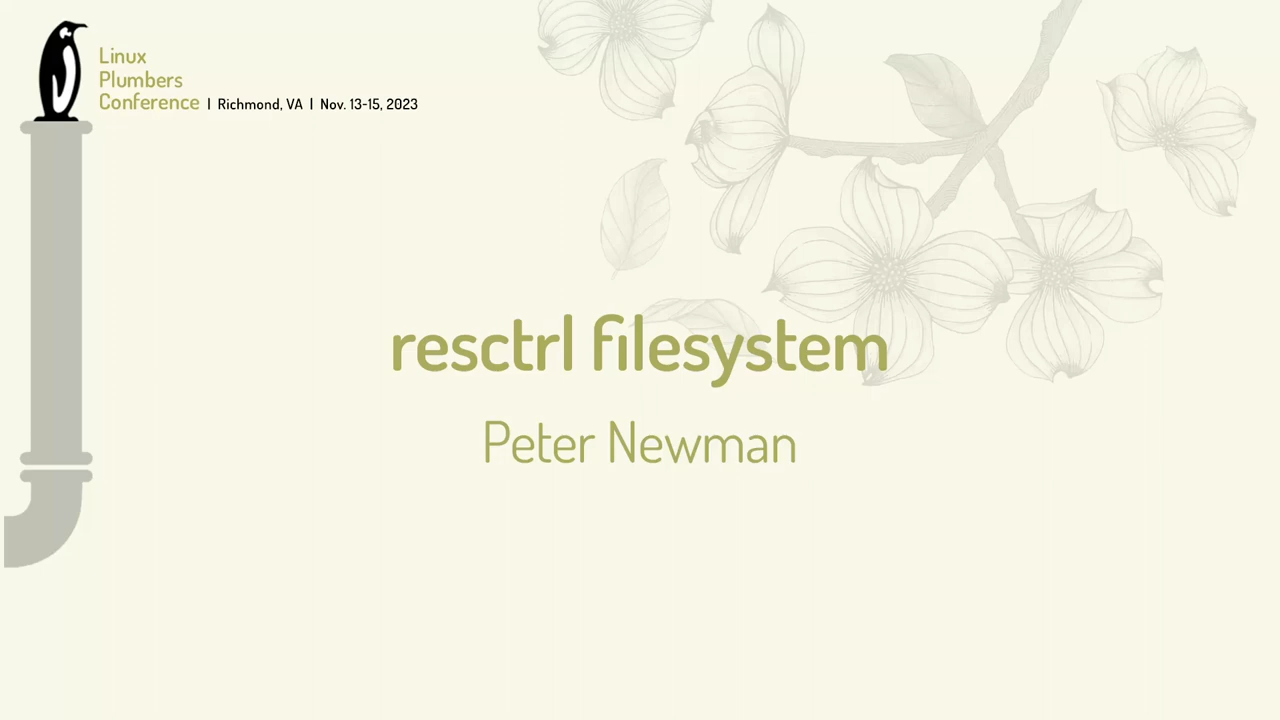 Linux
Plumbers
Conference | Richmond, VA | Nov. 13-15, 2023
resctrl filesystem
Peter Newman